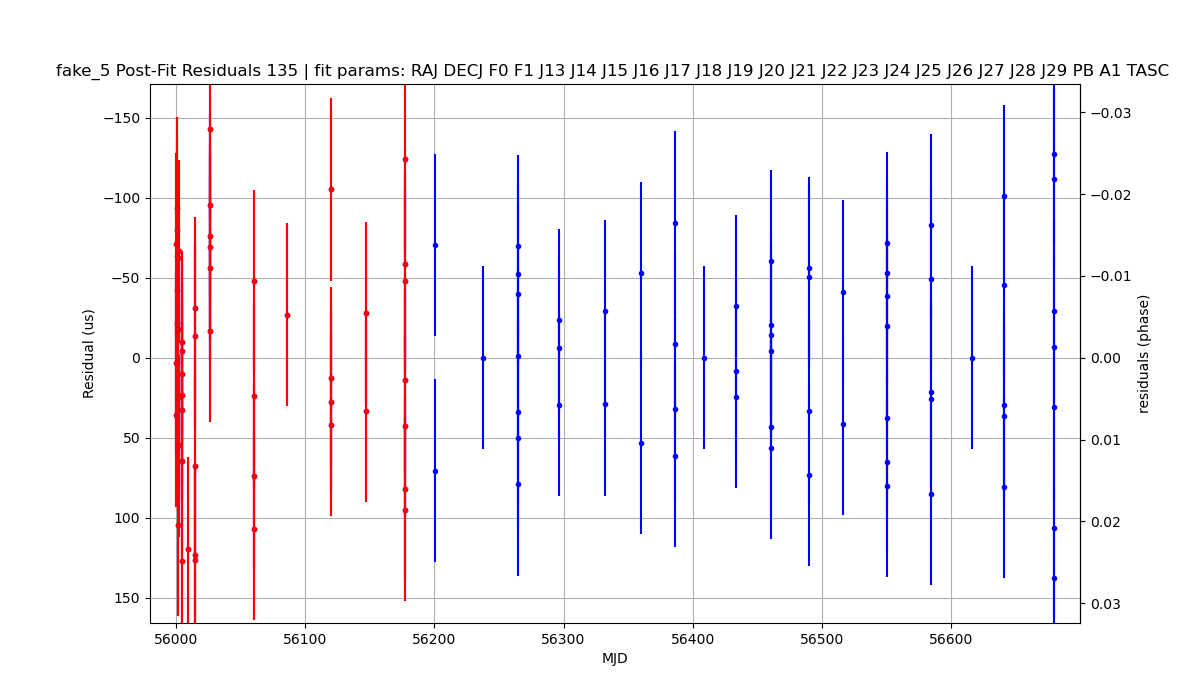 fake_5 Post-Fit Residuals 135 | fit params: RAJ DECJ F0 F1 J13 J14 J15 J16 J17 J18 J19 J20 J21 J22 J23 J24 J25 J26 J27 J28 J29 PB A1 TASC
−150
−100
−50
0
50
100
150
Residual (us)
−0.03
−0.02
−0.01
0.00
0.01
0.02
0.03
residuals (phase)
56000 56100 56200 56300 56400 56500 56600
MJD